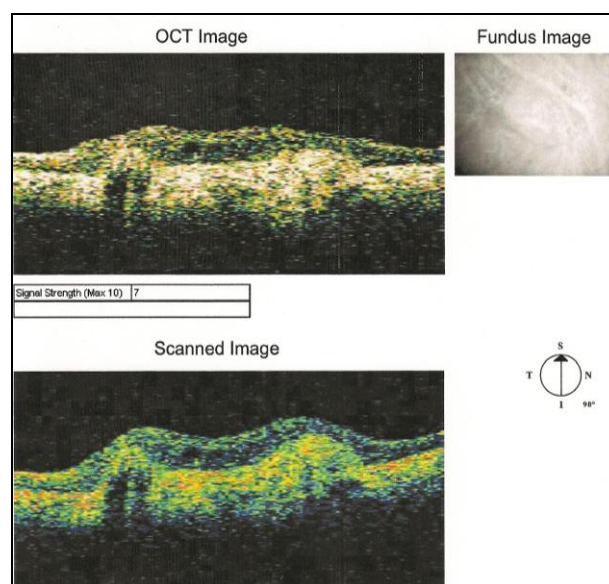 OCT Image
Fundus Image
Signal Strength (Max 10) 7
Scanned Image
S
T N
I 90°